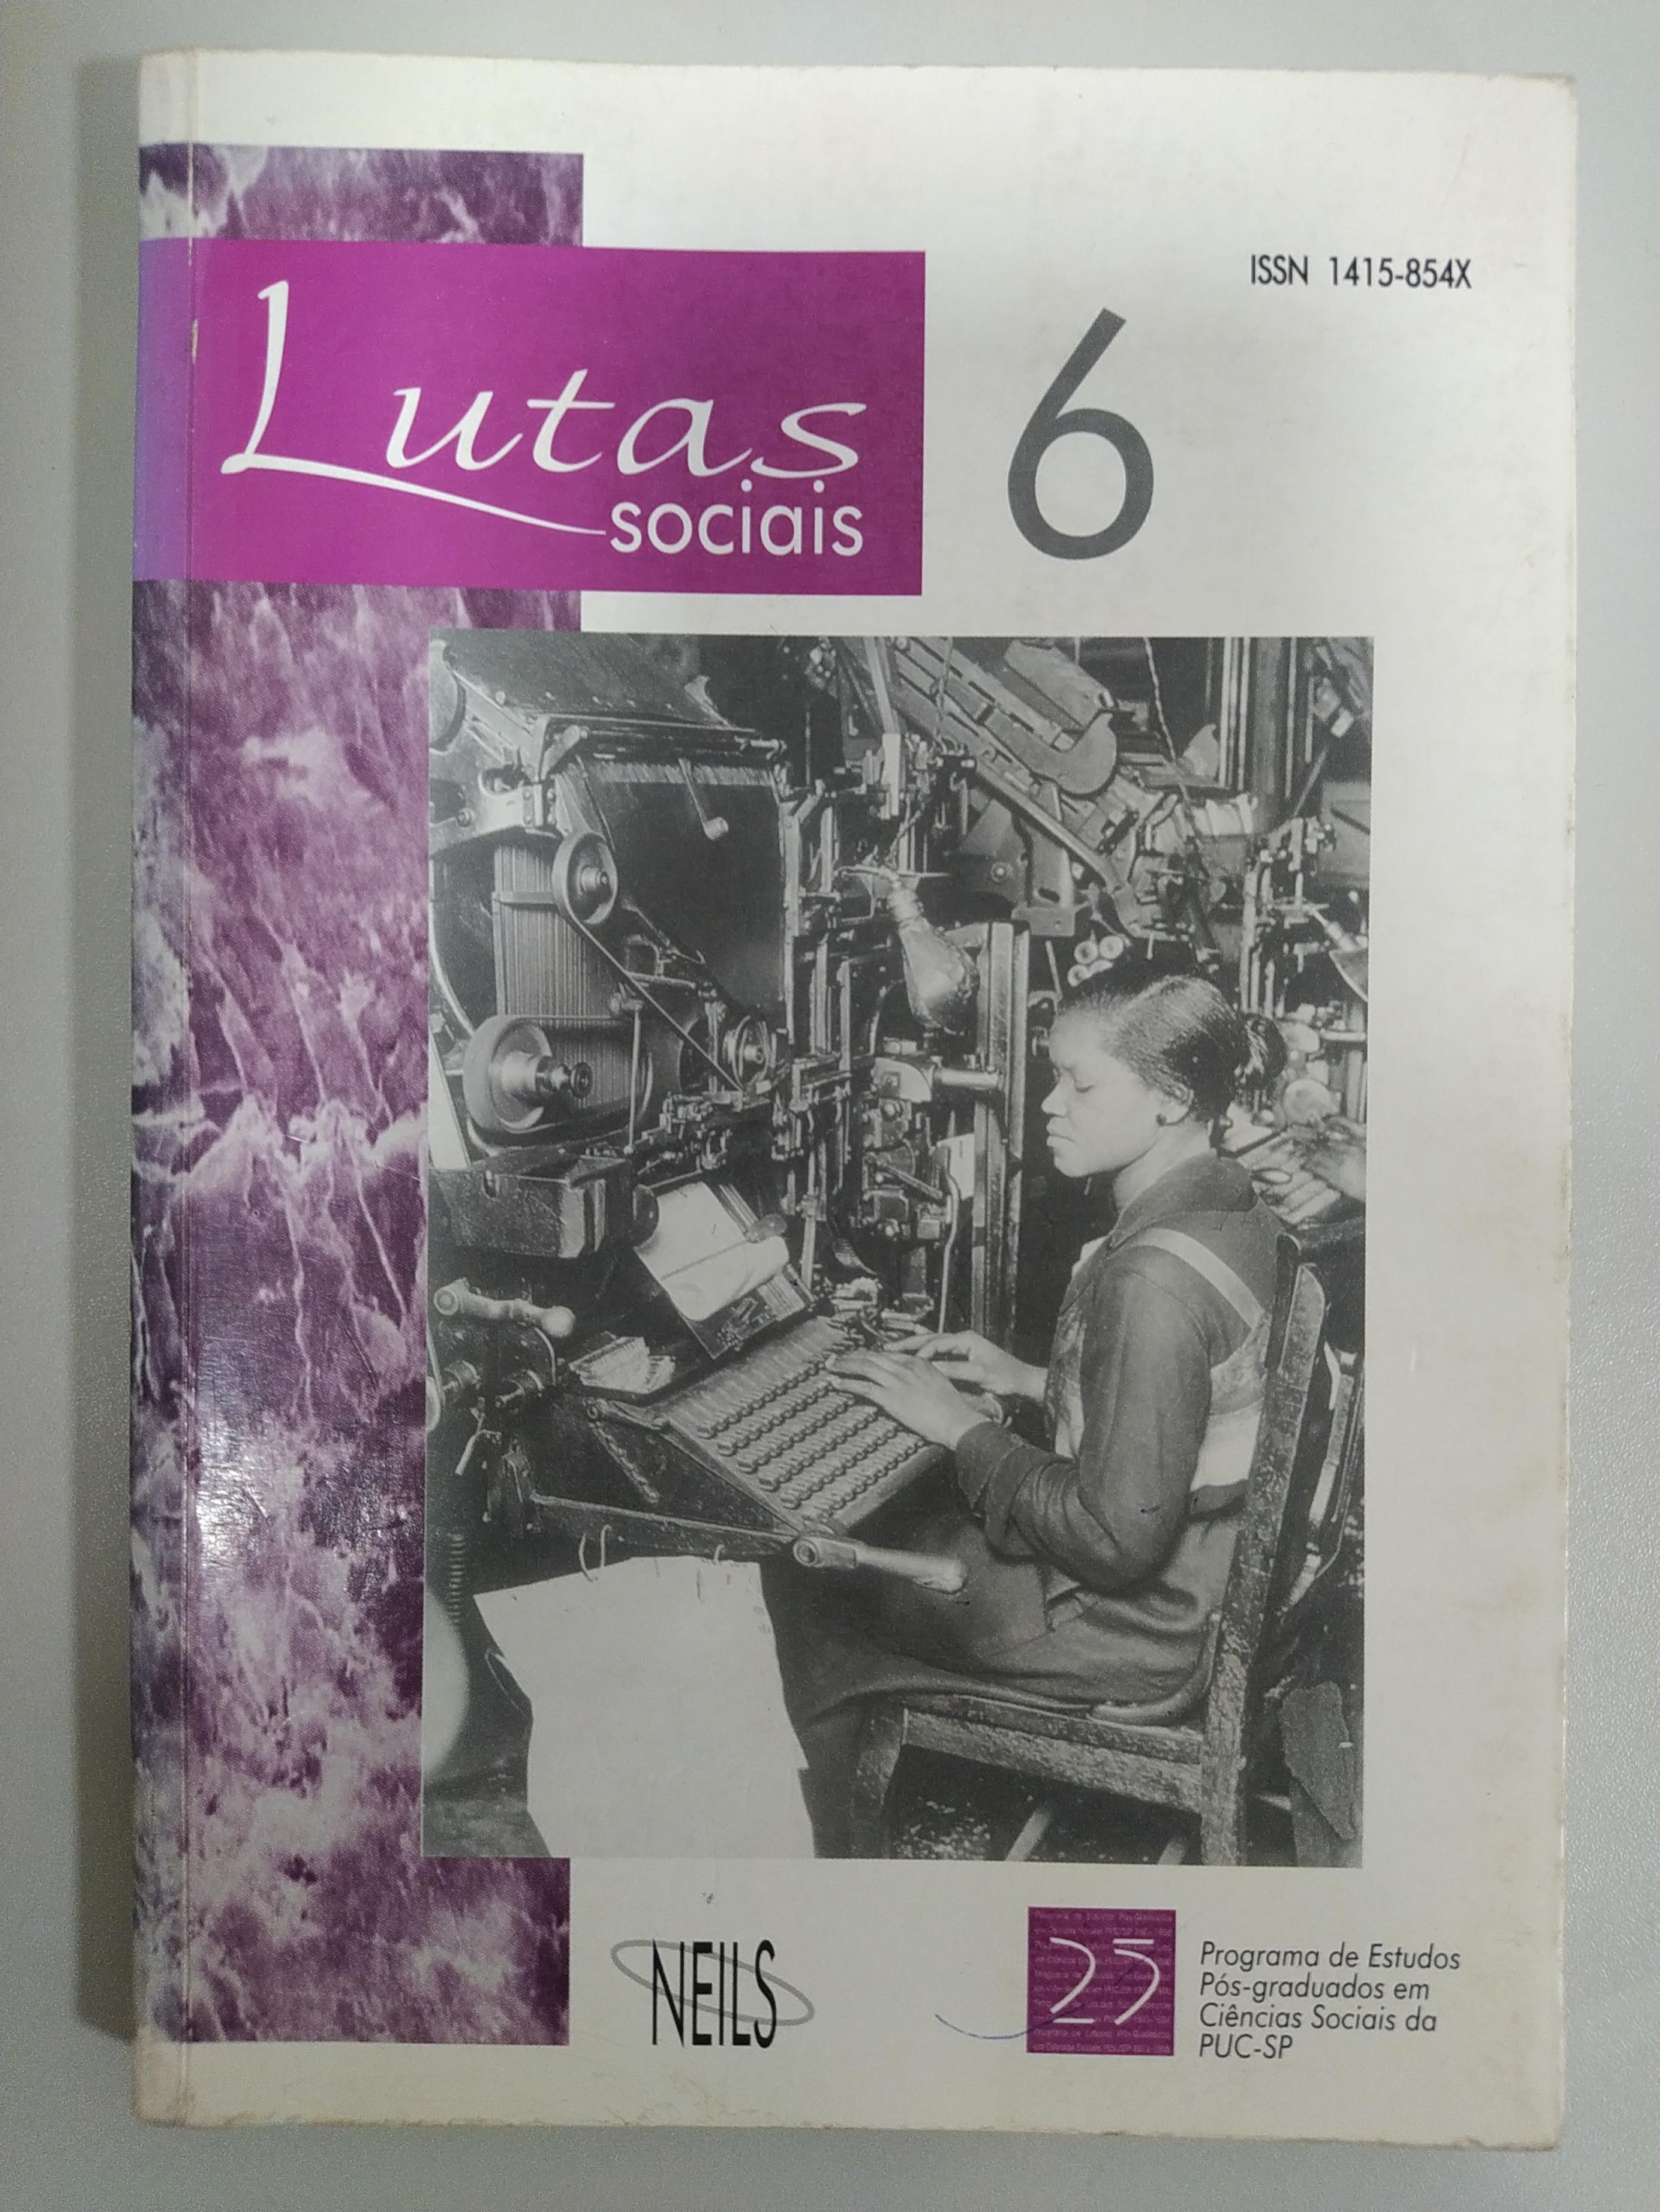 ISSN 1415-854X
Lutas
sociais
6
NEILS
25
Programa de Estudos
Pós-graduados em
Ciências Sociais da
PUC-SP